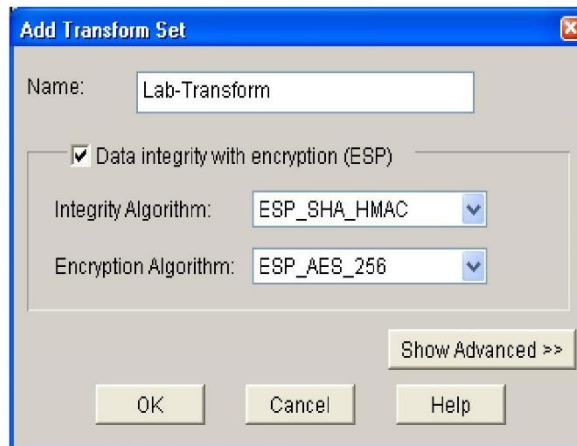 Add Transform Set
Name: Lab-Transform
Data integrity with encryption (ESP)
Integrity Algorithm: ESP_SHA_HMAC
Encryption Algorithm: ESP_AES_256
Show Advanced >>
OK Cancel Help